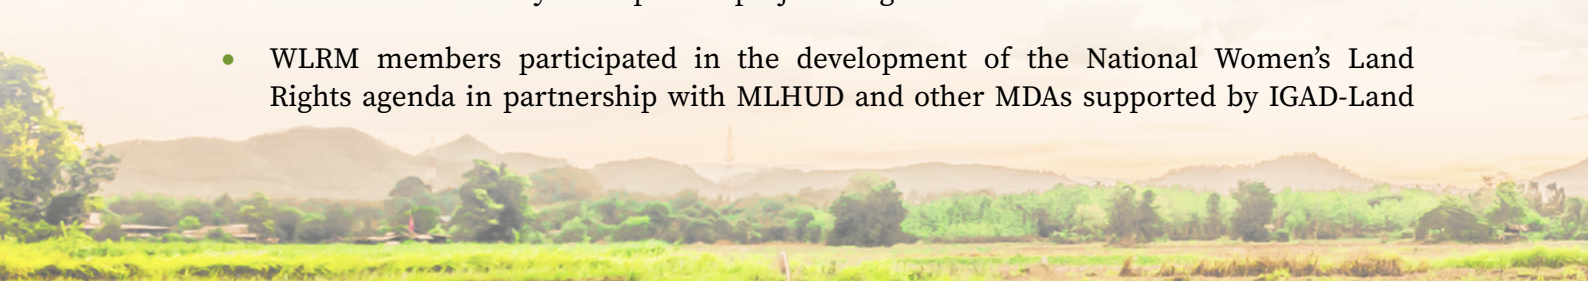 • WLRM members participated in the development of the National Women’s Land
Rights agenda in partnership with MLHUD and other MDAs supported by IGAD-Land